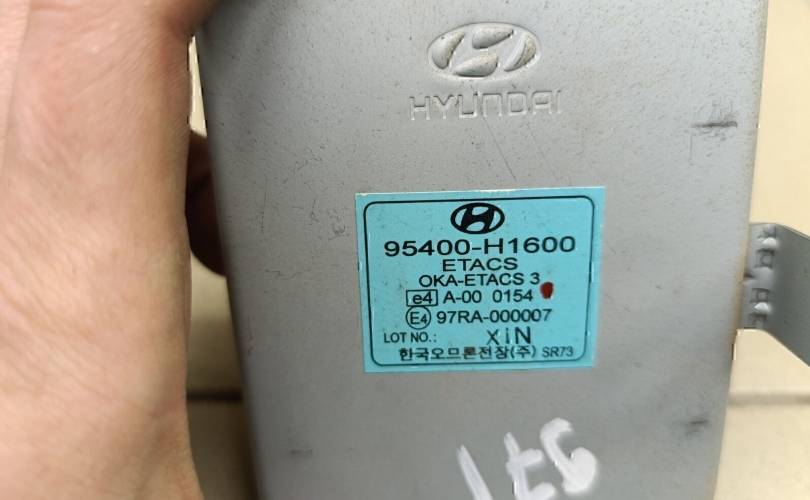 HYUNDAI
95400-H1600
ETACS
OKA-ETACS 3
e4 A-00 0154
E4 97RA-000007
LOT NO.: XiN
한국오므론전장(주) SR73